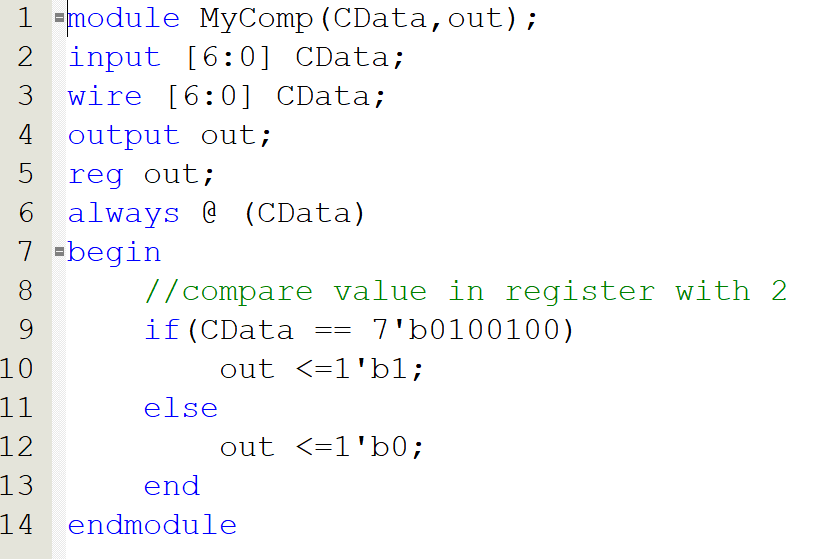 1 module MyComp(CData,out);
2 input [6:0] CData;
3 wire [6:0] CData;
4 output out;
5 reg out;
6 always @ (CData)
7 begin
8     //compare value in register with 2
9     if(CData == 7'b0100100)
10         out <=1'b1;
11     else
12         out <=1'b0;
13     end
14 endmodule